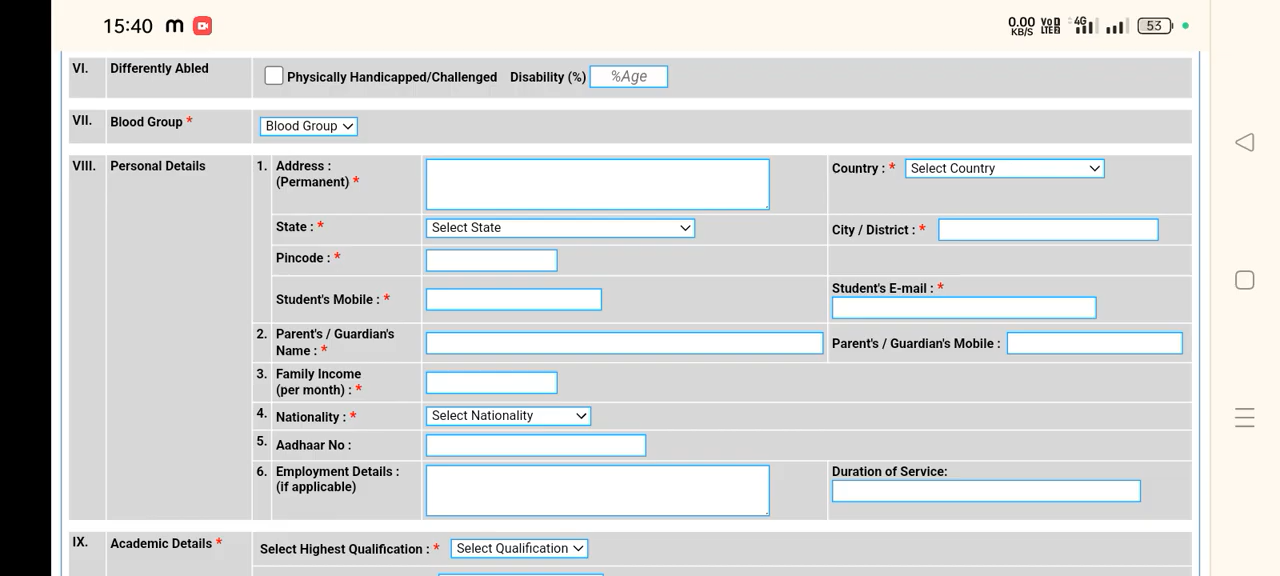 15:40 m 0.00 KB/S VoD LTE2 4G 53
VI. Differently Abled Physically Handicapped/Challenged Disability (%) %Age
VII. Blood Group * Blood Group
VIII. Personal Details 1. Address : (Permanent) * Country : * Select Country
State : * Select State City / District : *
Pincode : *
Student's Mobile : * Student's E-mail : *
2. Parent's / Guardian's Name : * Parent's / Guardian's Mobile :
3. Family Income (per month) : *
4. Nationality : * Select Nationality
5. Aadhaar No :
6. Employment Details : (if applicable) Duration of Service:
IX. Academic Details * Select Highest Qualification : * Select Qualification